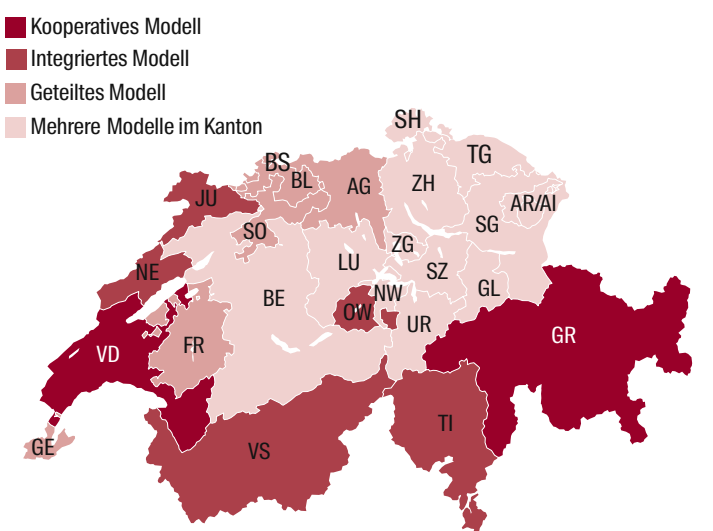 Kooperatives Modell
Integriertes Modell
Geteiltes Modell
Mehrere Modelle im Kanton
SH
BS
TG
BL
AG
ZH
JU
AR/AI
SG
SO
ZG
LU
SZ
NE
BE
NW
GL
OW
UR
GR
FR
VD
TI
GE
VS